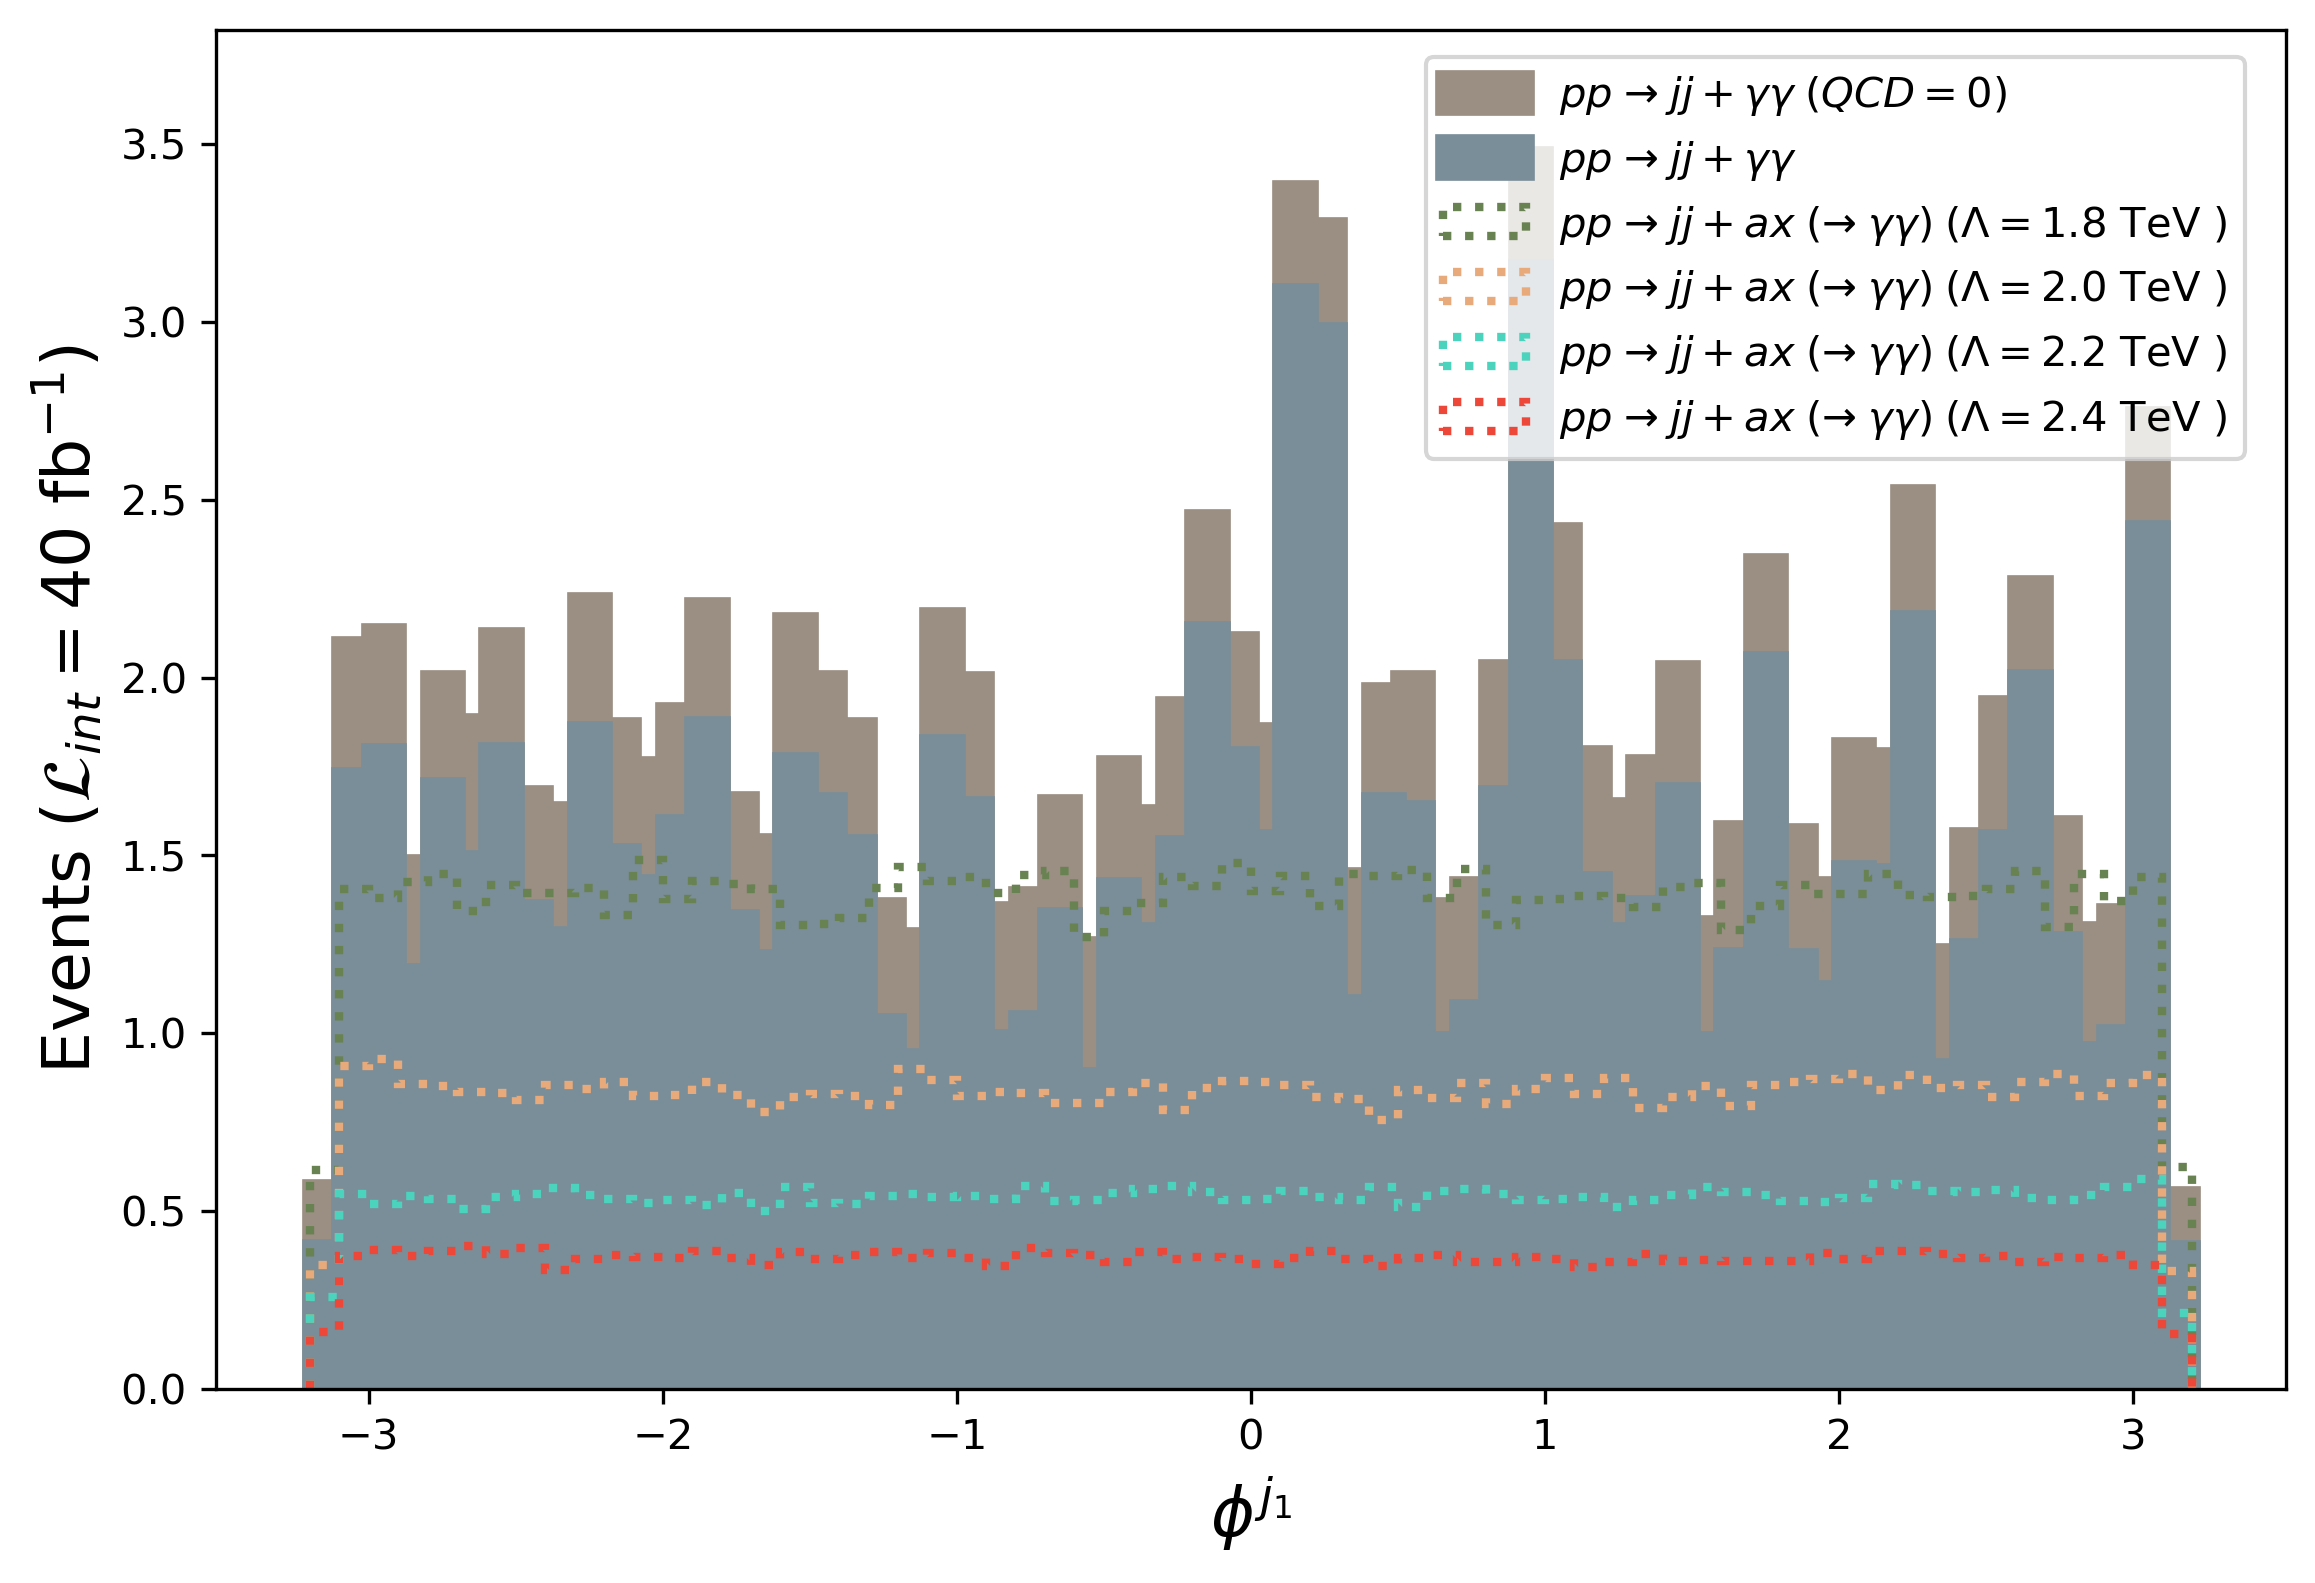 pp → jj + γγ (QCD = 0)
pp → jj + γγ
pp → jj + ax (→ γγ) (Λ = 1.8 TeV )
pp → jj + ax (→ γγ) (Λ = 2.0 TeV )
pp → jj + ax (→ γγ) (Λ = 2.2 TeV )
pp → jj + ax (→ γγ) (Λ = 2.4 TeV )
Events (ℒ_int = 40 fb⁻¹)
3.5
3.0
2.5
2.0
1.5
1.0
0.5
0.0
−3 −2 −1 0 1 2 3
ϕ^{j₁}